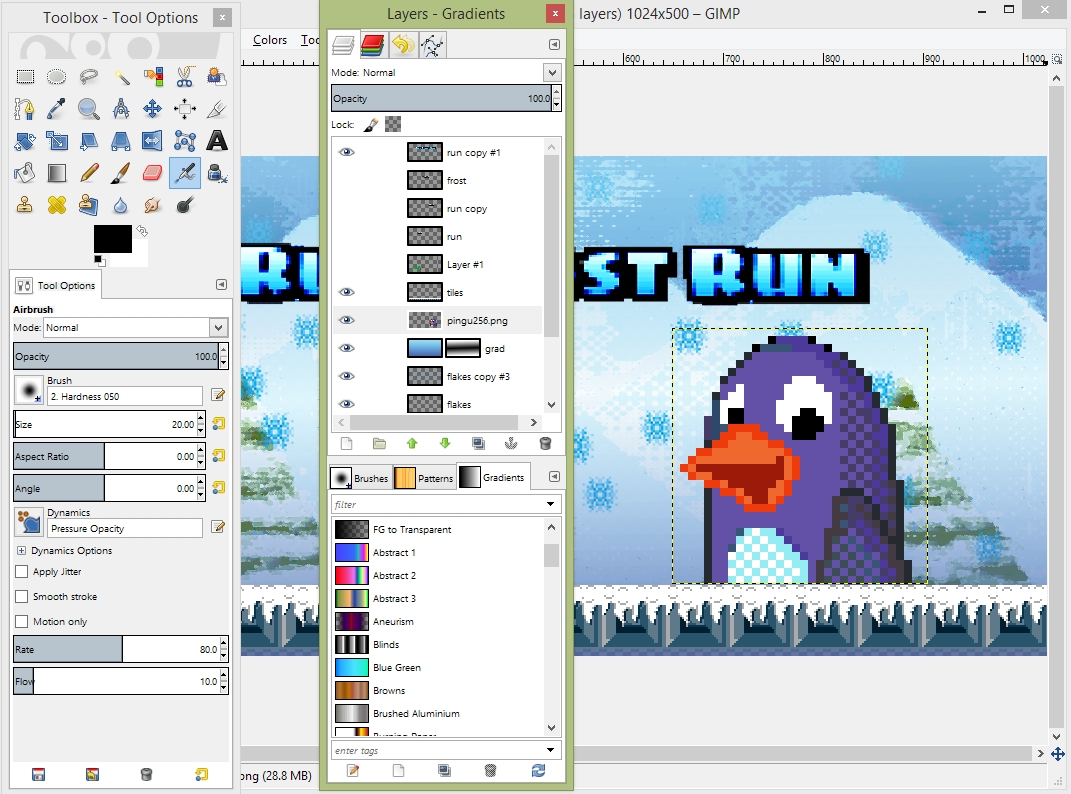 Toolbox - Tool Options
Layers - Gradients
layers) 1024x500 – GIMP
Colors
600
700
800
900
1000
Mode: Normal
Opacity 100.0
Lock:
run copy #1
frost
run copy
run
Layer #1
tiles
pingu256.png
grad
flakes copy #3
flakes
Tool Options
Airbrush
Mode: Normal
Opacity 100.0
Brush
2. Hardness 050
Size 20.00
Aspect Ratio 0.00
Angle 0.00
Dynamics
Pressure Opacity
Dynamics Options
Apply Jitter
Smooth stroke
Motion only
Rate 80.0
Flow 10.0
Brushes
Patterns
Gradients
filter
FG to Transparent
Abstract 1
Abstract 2
Abstract 3
Aneurism
Blinds
Blue Green
Browns
Brushed Aluminium
enter tags
ng (28.8 MB)
RU
ST RUN